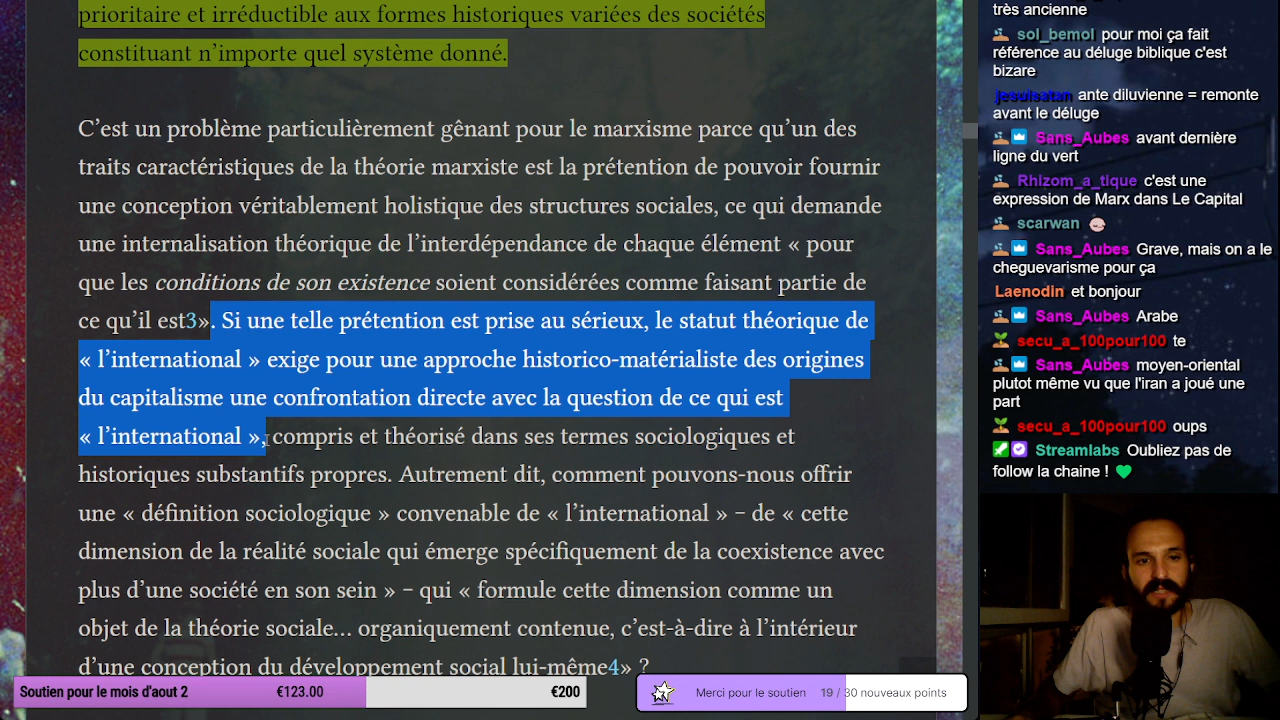 prioritaire et irréductible aux formes historiques variées des sociétés
constituant n'importe quel système donné.
C'est un problème particulièrement gênant pour le marxisme parce qu'un des
traits caractéristiques de la théorie marxiste est la prétention de pouvoir fournir
une conception véritablement holistique des structures sociales, ce qui demande
une internalisation théorique de l'interdépendance de chaque élément « pour
que les conditions de son existence soient considérées comme faisant partie de
ce qu'il est3». Si une telle prétention est prise au sérieux, le statut théorique de
« l'international » exige pour une approche historico-matérialiste des origines
du capitalisme une confrontation directe avec la question de ce qui est
« l'international », compris et théorisé dans ses termes sociologiques et
historiques substantifs propres. Autrement dit, comment pouvons-nous offrir
une « définition sociologique » convenable de « l'international » – de « cette
dimension de la réalité sociale qui émerge spécifiquement de la coexistence avec
plus d'une société en son sein » – qui « formule cette dimension comme un
objet de la théorie sociale… organiquement contenue, c'est-à-dire à l'intérieur
d'une conception du développement social lui-même4» ?
Soutien pour le mois d'aout 2 €123.00 €200
Merci pour le soutien 19 / 30 nouveaux points
très ancienne
sol_bemol pour moi ça fait
référence au déluge biblique c'est
bizare
jesuisatan ante diluvienne = remonte
avant le déluge
Sans_Aubes avant dernière
ligne du vert
Rhizom_a_tique c'est une
expression de Marx dans Le Capital
scarwan
Sans_Aubes Grave, mais on a le
cheguevarisme pour ça
Laenodin et bonjour
Sans_Aubes Arabe
secu_a_100pour100 te
Sans_Aubes moyen-oriental
plutot même vu que l'iran a joué une
part
secu_a_100pour100 oups
Streamlabs Oubliez pas de
follow la chaine !